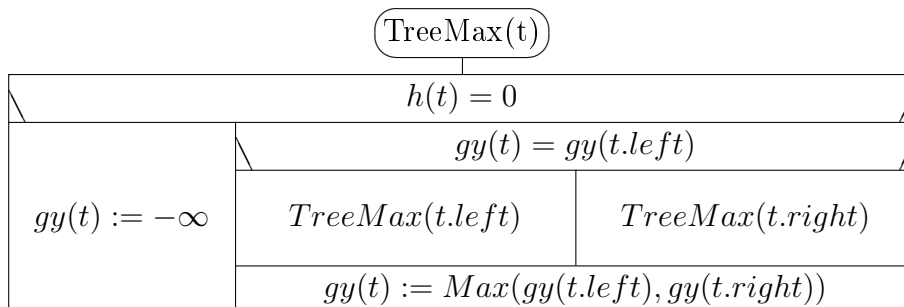 TreeMax(t)
h(t) = 0
gy(t) = gy(t.left)
gy(t) := −∞
TreeMax(t.left)
TreeMax(t.right)
gy(t) := Max(gy(t.left), gy(t.right))